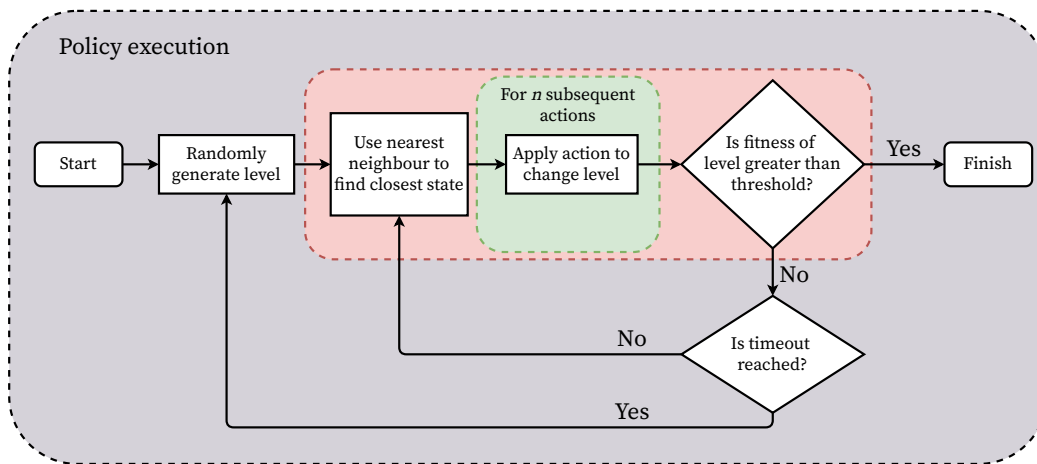 Policy execution
For n subsequent
actions
Start
Randomly
generate level
Use nearest
neighbour to
find closest state
Apply action to
change level
Is fitness of
level greater than
threshold?
Yes
Finish
No
Is timeout
reached?
No
Yes